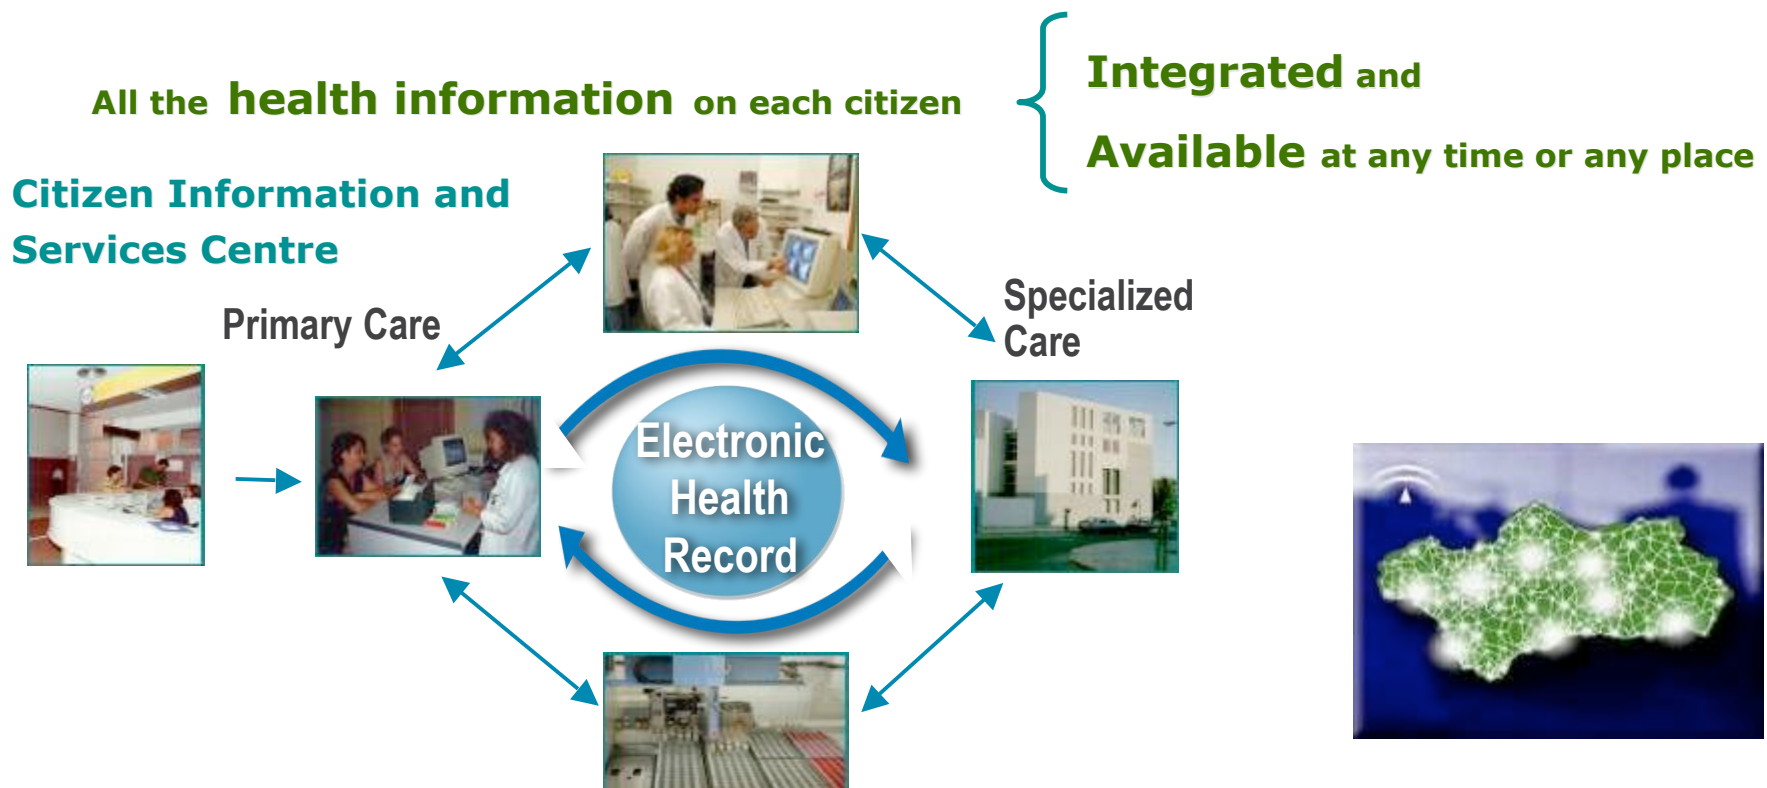 All the health information on each citizen
Integrated and
Available at any time or any place
Citizen Information and
Services Centre
Primary Care
Specialized
Care
Electronic
Health
Record